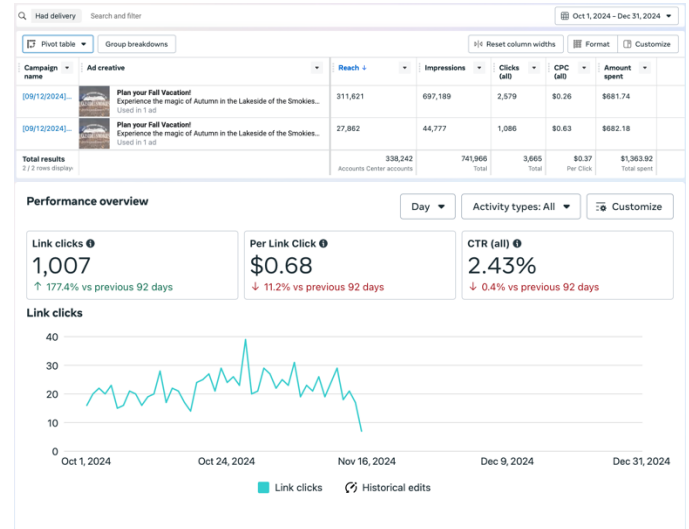 Had delivery Search and filter Oct 1, 2024 – Dec 31, 2024
Pivot table Group breakdowns Reset column widths Format Customize
Campaign name Ad creative Reach ↓ Impressions Clicks (all) CPC (all) Amount spent
[09/12/2024]... Plan your Fall Vacation! 311,621 697,189 2,579 $0.26 $681.74
Experience the magic of Autumn in the Lakeside of the Smokies...
Used in 1 ad
[09/12/2024]... Plan your Fall Vacation! 27,862 44,777 1,086 $0.63 $682.18
Experience the magic of Autumn in the Lakeside of the Smokies...
Used in 1 ad
Total results 338,242 741,966 3,665 $0.37 $1,363.92
2 / 2 rows display Accounts Center accounts Total Total Per Click Total spent
Performance overview Day Activity types: All Customize
Link clicks Per Link Click CTR (all)
1,007 $0.68 2.43%
↑ 177.4% vs previous 92 days ↓ 11.2% vs previous 92 days ↓ 0.4% vs previous 92 days
Link clicks
40
30
20
10
0
Oct 1, 2024 Oct 24, 2024 Nov 16, 2024 Dec 9, 2024 Dec 31, 2024
Link clicks Historical edits